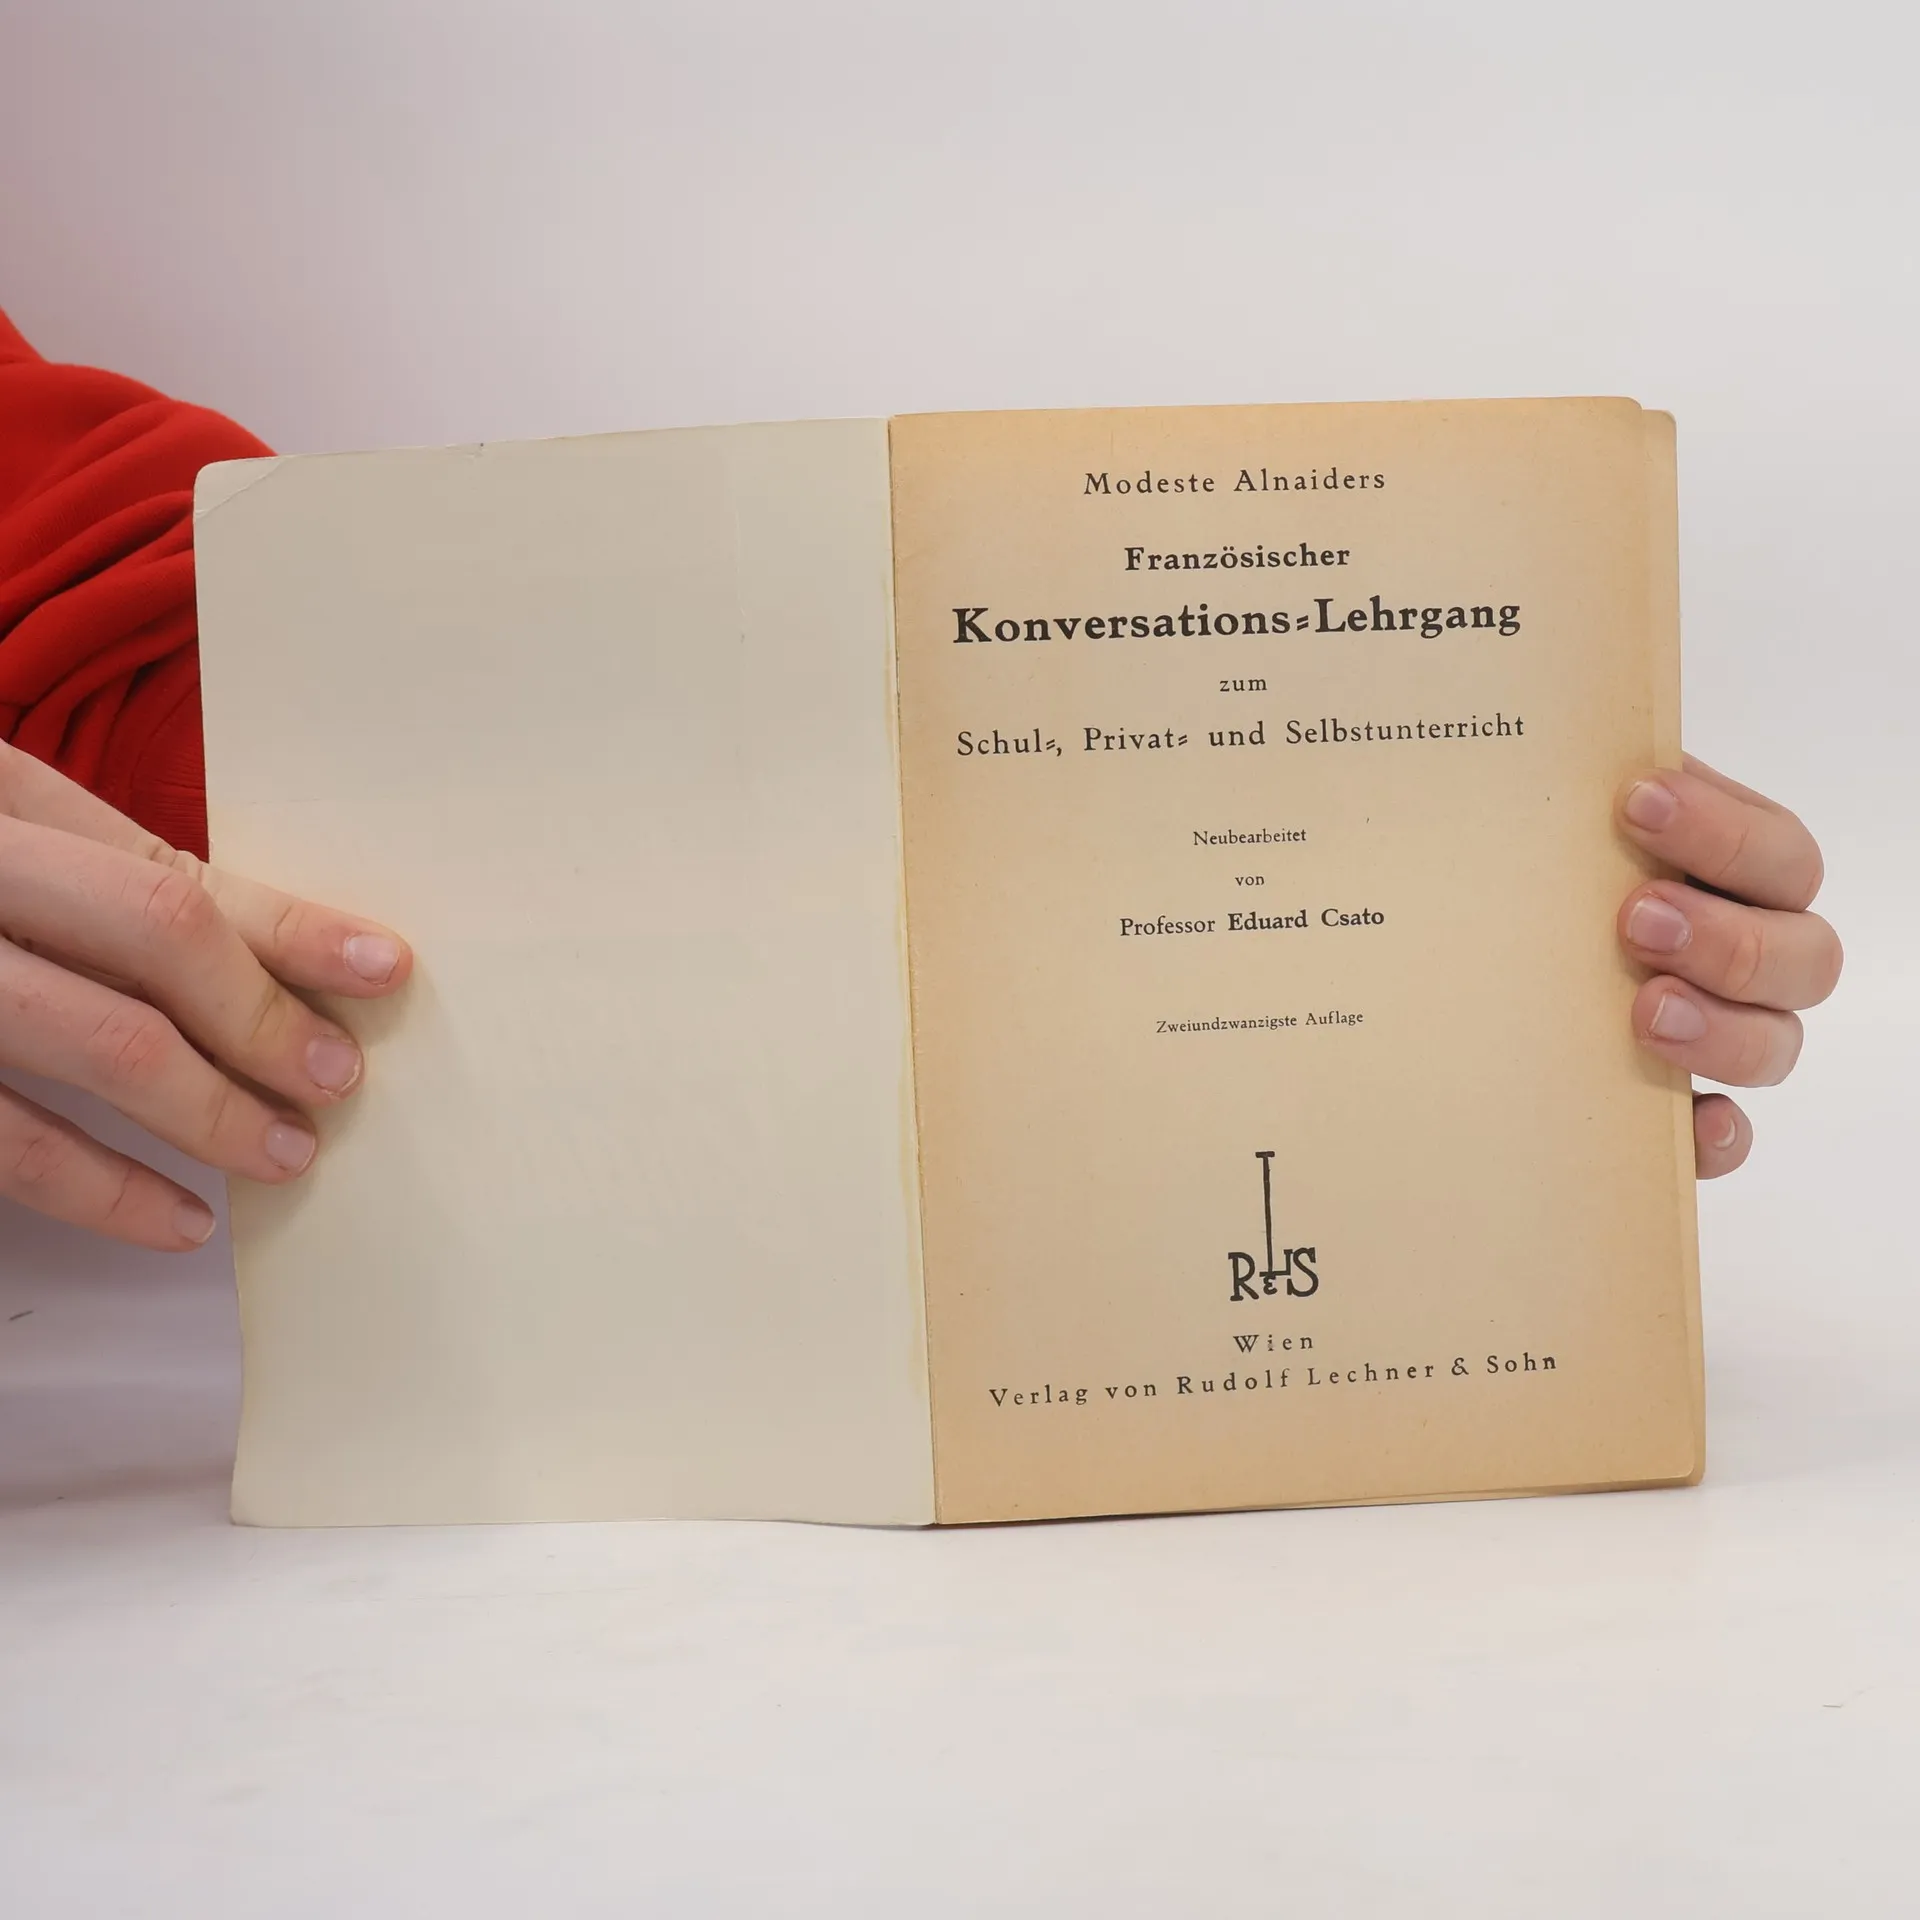 Modeste Alnaiders
Französischer
Konversations⸗Lehrgang
zum
Schul⸗, Privat⸗ und Selbstunterricht
Neubearbeitet
von
Professor Eduard Csato
Zweiundzwanzigste Auflage
RL&S
Wien
Verlag von Rudolf Lechner & Sohn